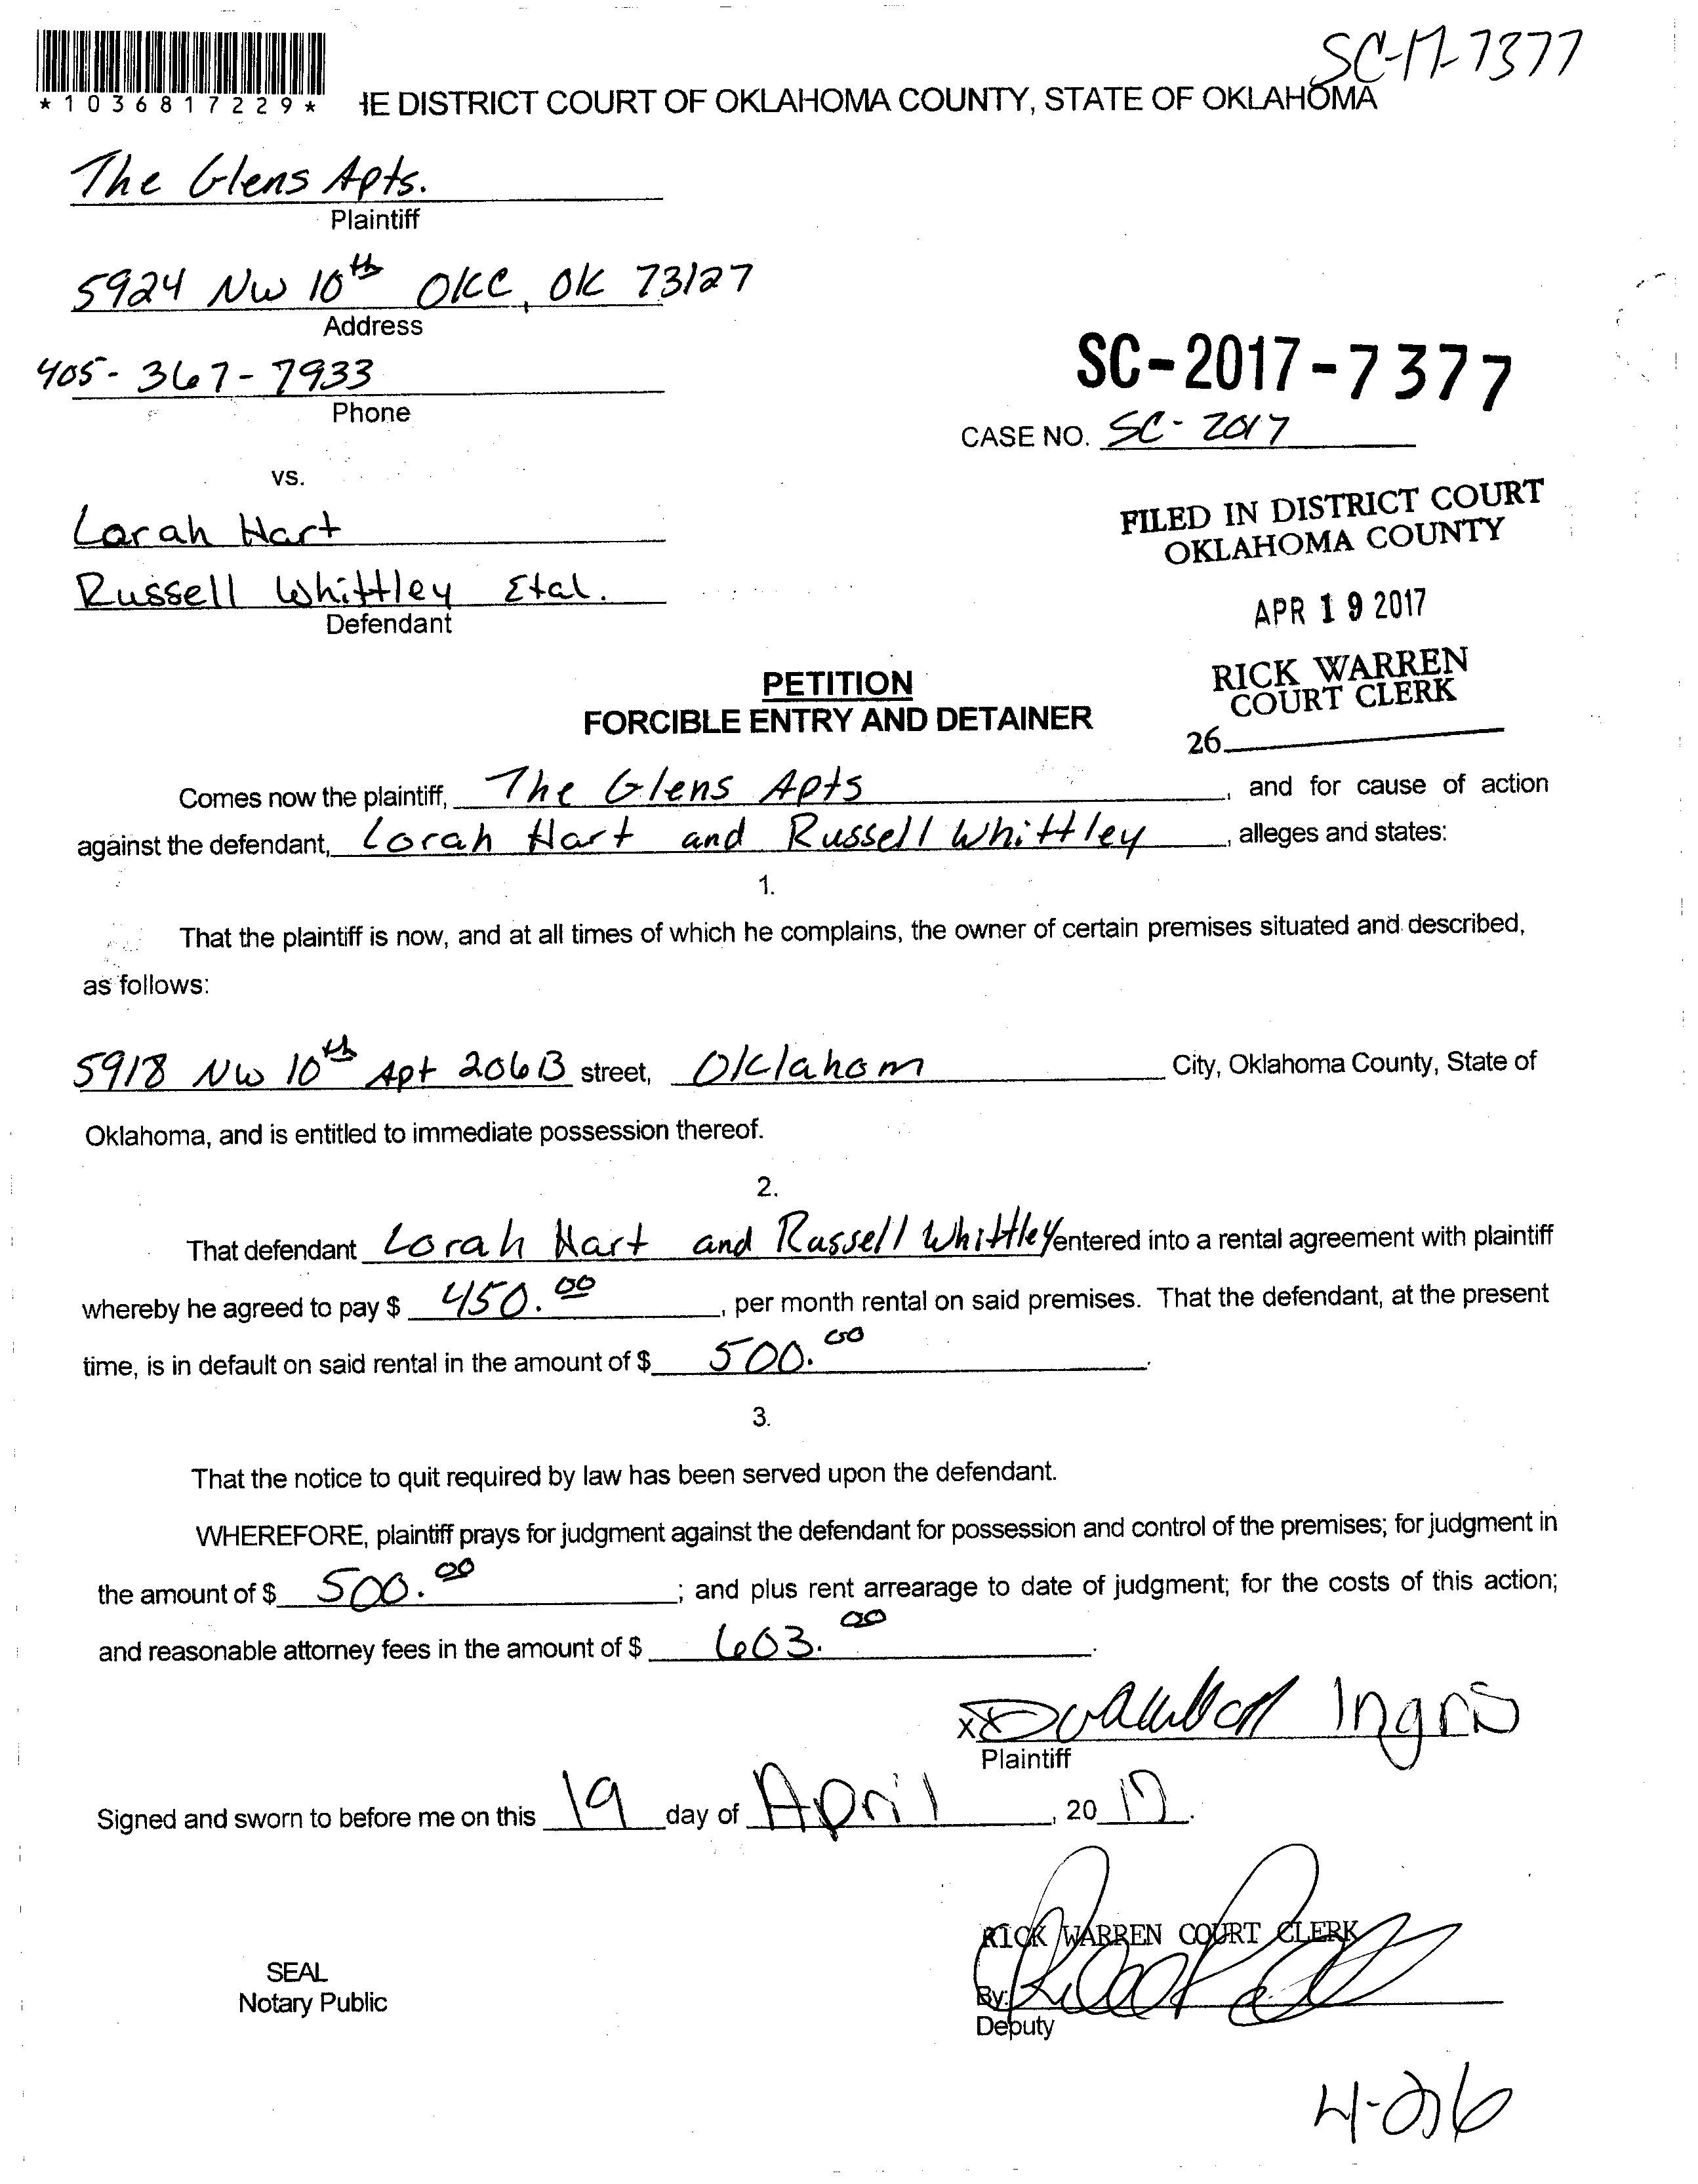 SC-17-7377
*1036817229* HE DISTRICT COURT OF OKLAHOMA COUNTY, STATE OF OKLAHOMA
The Glens Apts.
Plaintiff
5924 NW 10th OKC, OK 73127
Address
405-367-7933
Phone
SC-2017-7377
CASE NO. SC-2017
vs.
Lorah Hart
Russell Whittley Etal.
Defendant
FILED IN DISTRICT COURT
OKLAHOMA COUNTY
APR 19 2017
RICK WARREN
COURT CLERK
26
PETITION
FORCIBLE ENTRY AND DETAINER
Comes now the plaintiff, The Glens Apts, and for cause of action
against the defendant, Lorah Hart and Russell Whittley, alleges and states:
1.
That the plaintiff is now, and at all times of which he complains, the owner of certain premises situated and described,
as follows:
5918 NW 10th Apt 206B street, Oklahom City, Oklahoma County, State of
Oklahoma, and is entitled to immediate possession thereof.
2.
That defendant Lorah Hart and Russell Whittley entered into a rental agreement with plaintiff
whereby he agreed to pay $ 450.00, per month rental on said premises. That the defendant, at the present
time, is in default on said rental in the amount of $ 500.00.
3.
That the notice to quit required by law has been served upon the defendant.
WHEREFORE, plaintiff prays for judgment against the defendant for possession and control of the premises; for judgment in
the amount of $ 500.00; and plus rent arrearage to date of judgment; for the costs of this action;
and reasonable attorney fees in the amount of $ 603.00.
x Ingris
Plaintiff
Signed and sworn to before me on this 19 day of April, 2017.
RICK WARREN COURT CLERK
SEAL
Notary Public
By:
Deputy
4-26